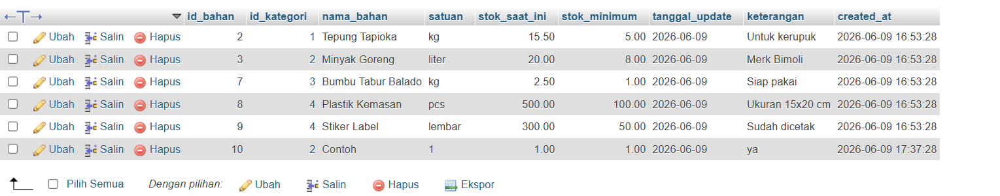 id_bahan id_kategori nama_bahan satuan stok_saat_ini stok_minimum tanggal_update keterangan created_at
Ubah Salin Hapus 2 1 Tepung Tapioka kg 15.50 5.00 2026-06-09 Untuk kerupuk 2026-06-09 16:53:28
Ubah Salin Hapus 3 2 Minyak Goreng liter 20.00 8.00 2026-06-09 Merk Bimoli 2026-06-09 16:53:28
Ubah Salin Hapus 7 3 Bumbu Tabur Balado kg 2.50 1.00 2026-06-09 Siap pakai 2026-06-09 16:53:28
Ubah Salin Hapus 8 4 Plastik Kemasan pcs 500.00 100.00 2026-06-09 Ukuran 15x20 cm 2026-06-09 16:53:28
Ubah Salin Hapus 9 4 Stiker Label lembar 300.00 50.00 2026-06-09 Sudah dicetak 2026-06-09 16:53:28
Ubah Salin Hapus 10 2 Contoh 1 1.00 1.00 2026-06-09 ya 2026-06-09 17:37:28
Pilih Semua Dengan pilihan: Ubah Salin Hapus Ekspor